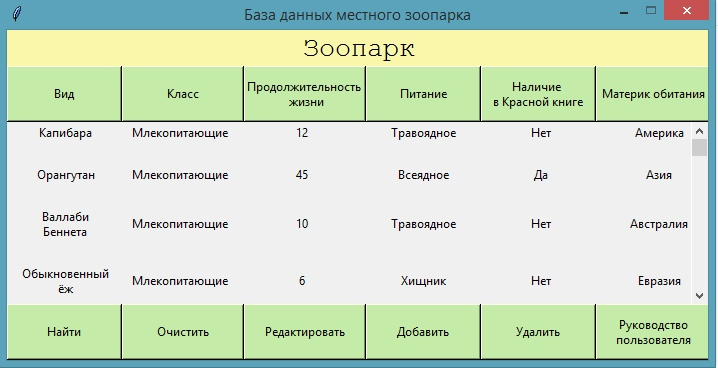 База данных местного зоопарка
Зоопарк
Вид Класс Продолжительность жизни Питание Наличие в Красной книге Материк обитания
Капибара Млекопитающие 12 Травоядное Нет Америка
Орангутан Млекопитающие 45 Всеядное Да Азия
Валлаби Беннета Млекопитающие 10 Травоядное Нет Австралия
Обыкновенный ёж Млекопитающие 6 Хищник Нет Евразия
Найти Очистить Редактировать Добавить Удалить Руководство пользователя